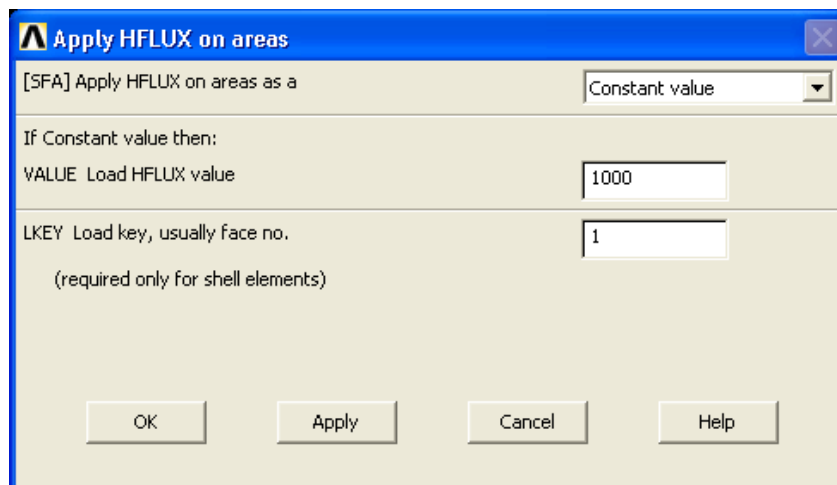 Apply HFLUX on areas
[SFA] Apply HFLUX on areas as a Constant value
If Constant value then:
VALUE Load HFLUX value 1000
LKEY Load key, usually face no. 1
(required only for shell elements)
OK Apply Cancel Help